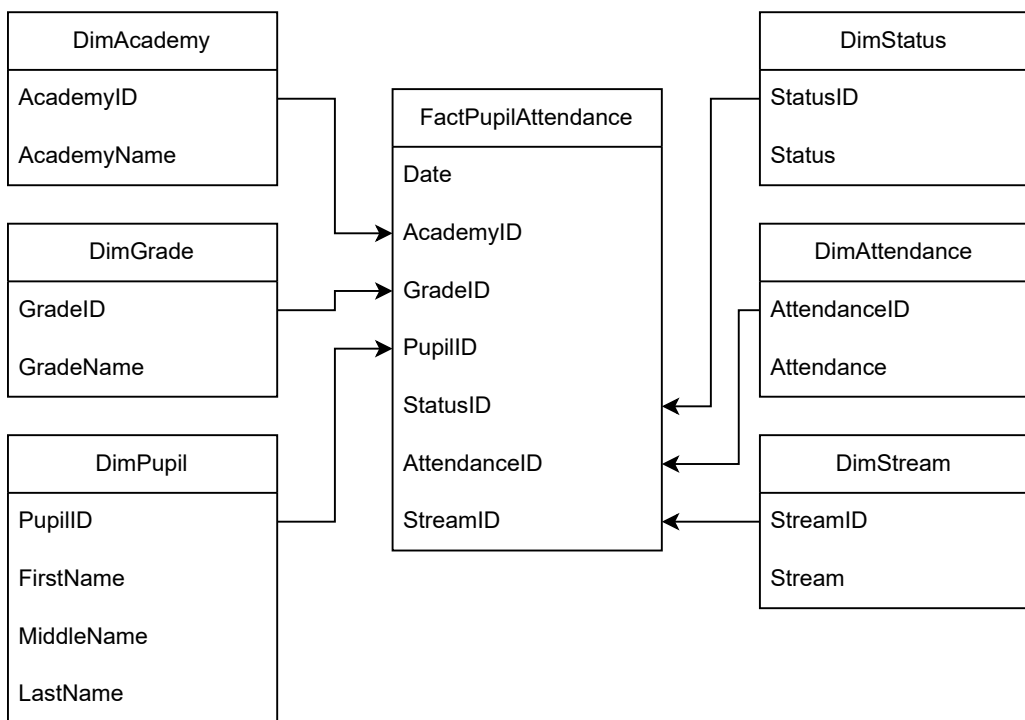 DimAcademy
AcademyID
AcademyName
DimGrade
GradeID
GradeName
DimPupil
PupilID
FirstName
MiddleName
LastName
FactPupilAttendance
Date
AcademyID
GradeID
PupilID
StatusID
AttendanceID
StreamID
DimStatus
StatusID
Status
DimAttendance
AttendanceID
Attendance
DimStream
StreamID
Stream